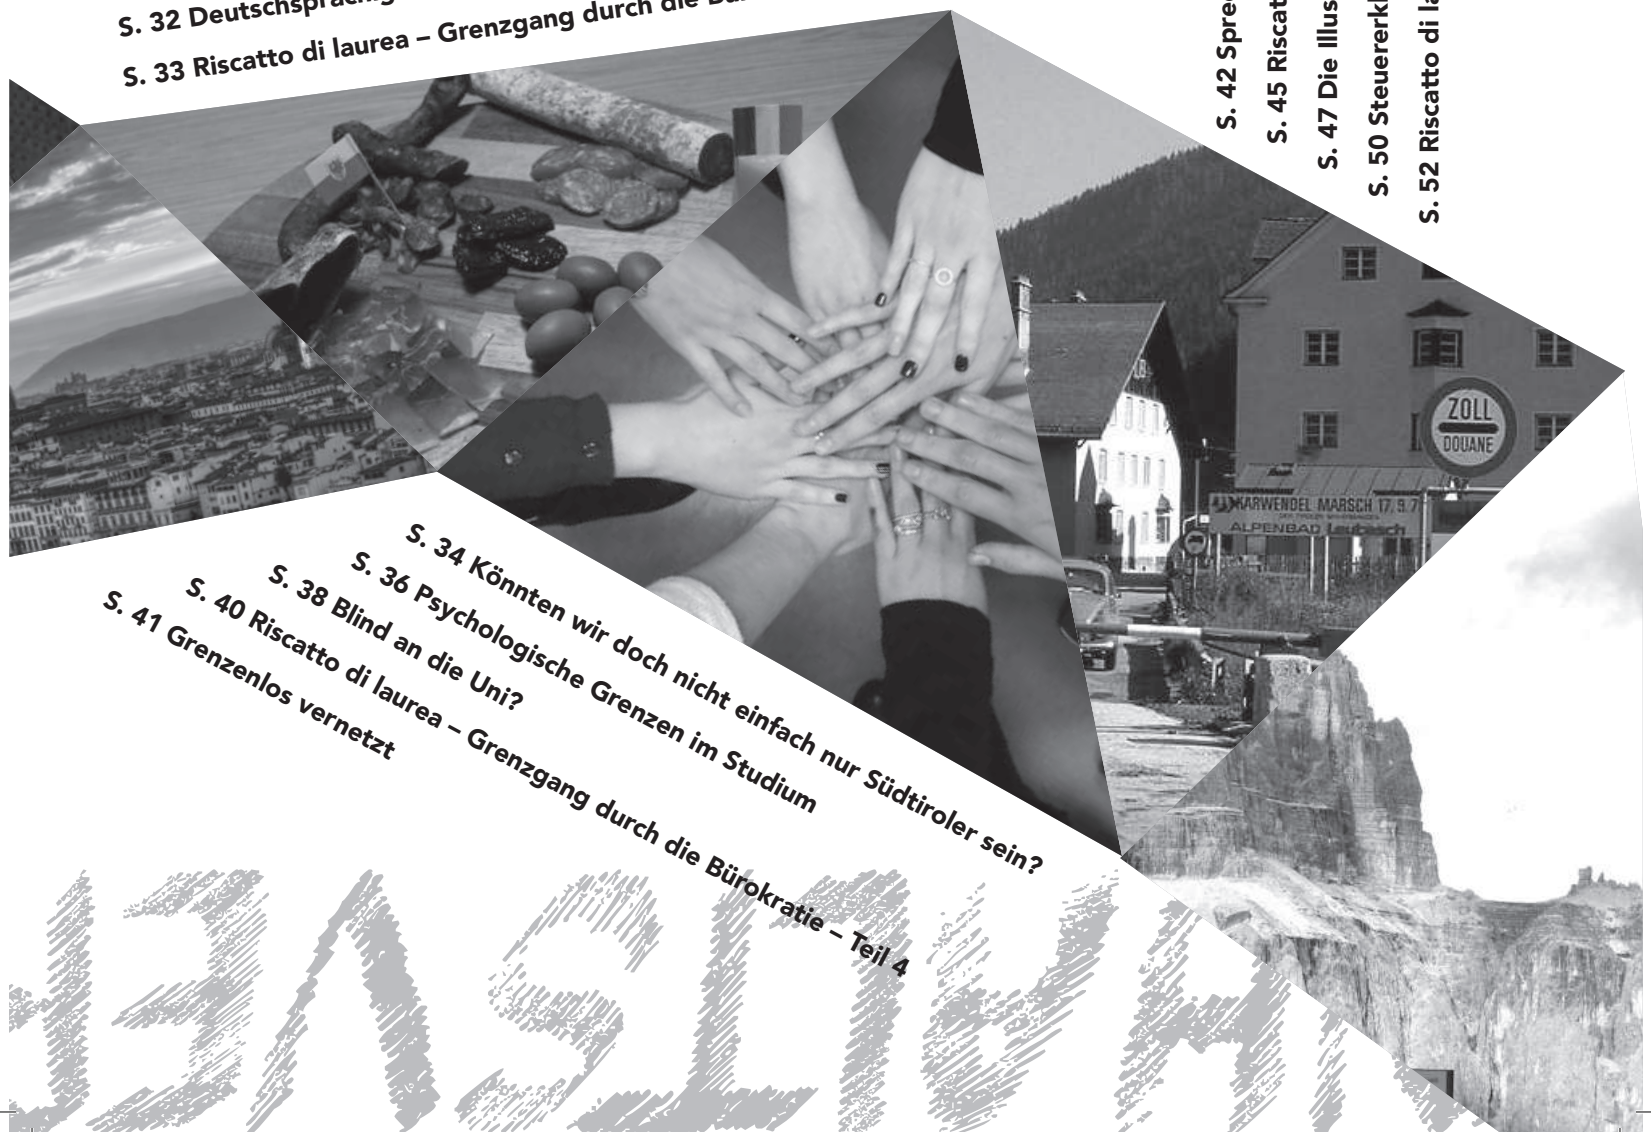 S. 32 Deutschsprachig
S. 33 Riscatto di laurea – Grenzgang durch die
S. 34 Könnten wir doch nicht einfach nur Südtiroler sein?
S. 36 Psychologische Grenzen im Studium
S. 38 Blind an die Uni?
S. 40 Riscatto di laurea – Grenzgang durch die Bürokratie – Teil 4
S. 41 Grenzenlos vernetzt
S. 42
S. 45 Riscat
S. 47 Die Illus
S. 50 Steuererkl
S. 52 Riscatto di la
ZOLL
DOUANE
KARWENDEL MARSCH 17.9.7
ALPENBAD Leutasch